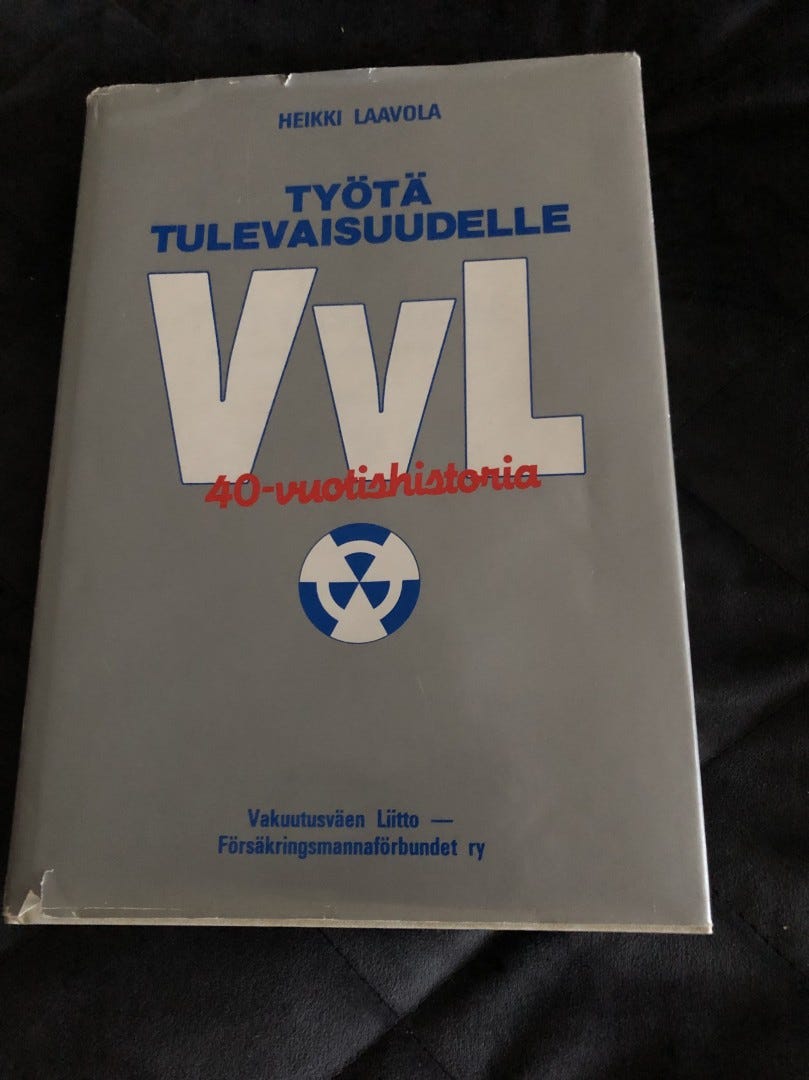 HEIKKI LAAVOLA
TYÖTÄ
TULEVAISUUDELLE
VvL
40-vuotishistoria
Vakuutusväen Liitto —
Försäkringsmannaförbundet ry